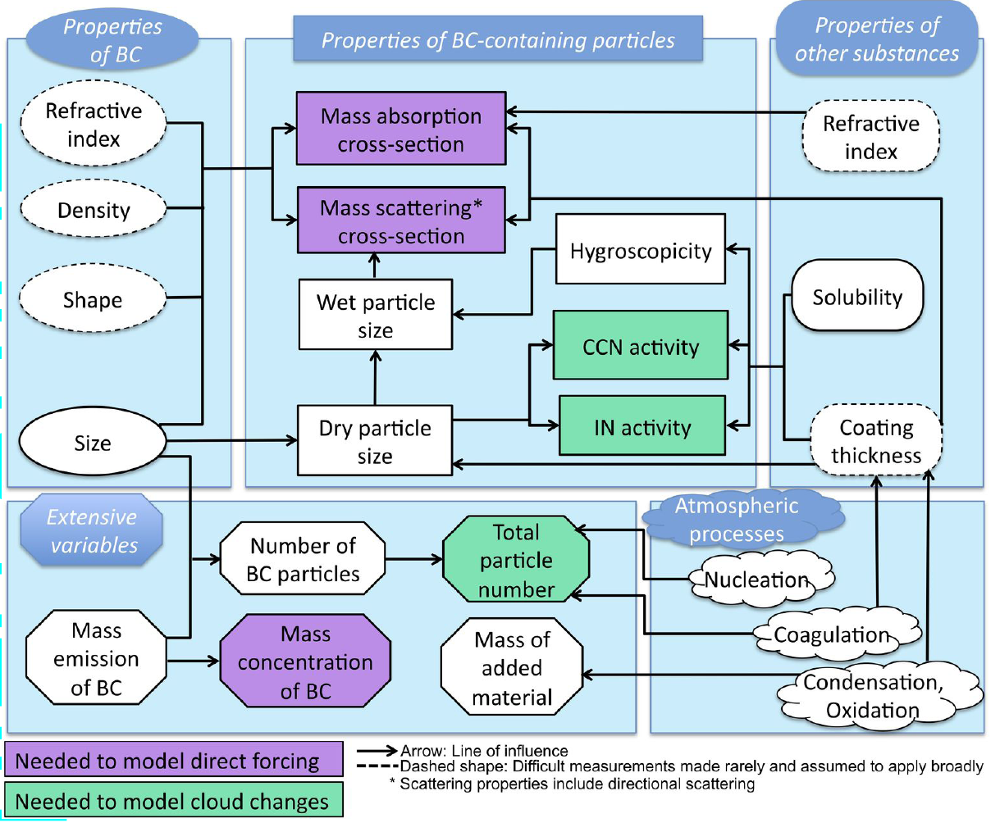 Properties
of BC
Properties of BC-containing particles
Properties of
other substances
Refractive
index
Density
Shape
Size
Mass absorption
cross-section
Mass scattering*
cross-section
Wet particle
size
Dry particle
size
Hygroscopicity
CCN activity
IN activity
Refractive
index
Solubility
Coating
thickness
Extensive
variables
Number of
BC particles
Total
particle
number
Mass
emission
of BC
Mass
concentration
of BC
Mass of
added
material
Atmospheric
processes
Nucleation
Coagulation
Condensation,
Oxidation
Needed to model direct forcing
Needed to model cloud changes
Arrow: Line of influence
Dashed shape: Difficult measurements made rarely and assumed to apply broadly
* Scattering properties include directional scattering